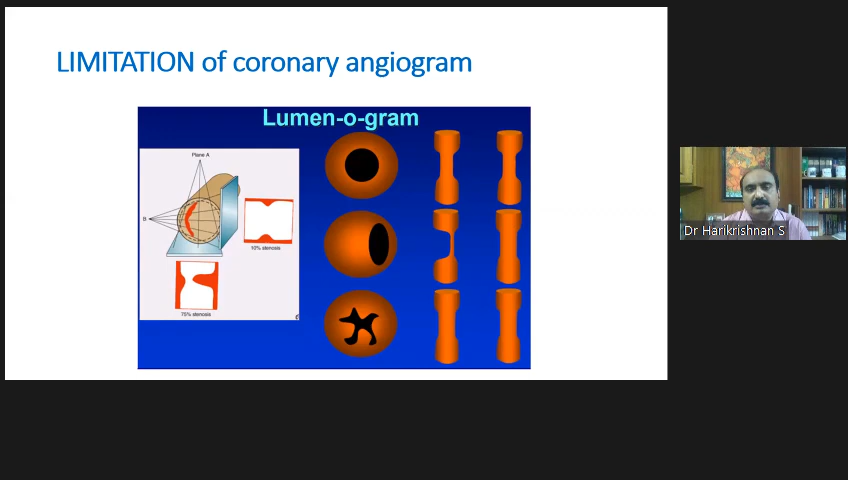 LIMITATION of coronary angiogram
Lumen-o-gram
Plane A
B
10% stenosis
75% stenosis
Dr Harikrishnan S